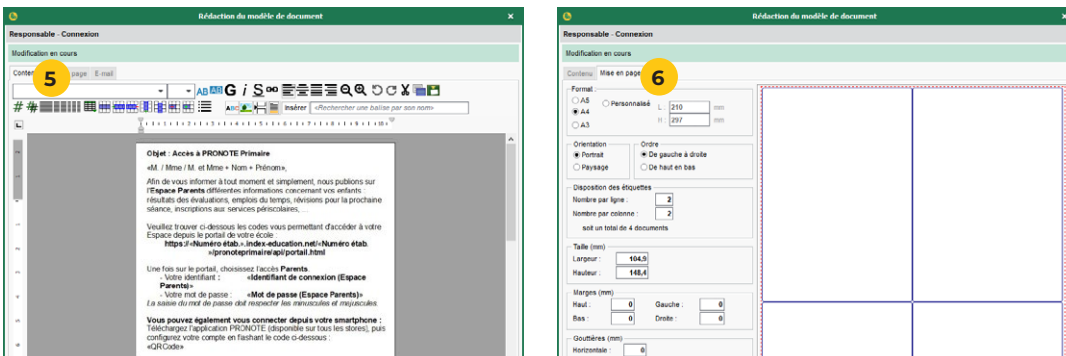 Rédaction du modèle de document
Responsable - Connexion
Modification en cours
5
page
E-mail
AB AB G i S
ABC Insérer «Rechercher une balise par son nom»
Objet : Accès à PRONOTE Primaire
«M. / Mme / M. et Mme + Nom + Prénom»,
Afin de vous informer à tout moment et simplement, nous publions sur
l'Espace Parents différentes informations concernant vos enfants :
résultats des évaluations, emplois du temps, révisions pour la prochaine
séance, inscriptions aux services périscolaires, ...
Veuillez trouver ci-dessous les codes vous permettant d'accéder à votre
Espace depuis le portail de votre école :
https://«Numéro étab.».index-education.net/«Numéro étab.
»/pronoteprimaire/api/portail.html
Une fois sur le portail, choisissez l'accès Parents.
- Votre identifiant : «Identifiant de connexion (Espace
Parents)»
- Votre mot de passe : «Mot de passe (Espace Parents)»
La saisie du mot de passe doit respecter les minuscules et majuscules.
Vous pouvez également vous connecter depuis votre smartphone :
Téléchargez l'application PRONOTE (disponible sur tous les stores), puis
configurez votre compte en flashant le code ci-dessous :
«QRCode»
Rédaction du modèle de document
Responsable - Connexion
Modification en cours
Contenu
Mise en page
6
Format :
A5
A4
A3
Personnalisé
L : 210 mm
H : 297 mm
Orientation
Portrait
Paysage
Ordre
De gauche à droite
De haut en bas
Disposition des étiquettes
Nombre par ligne : 2
Nombre par colonne : 2
soit un total de 4 documents
Taille (mm)
Largeur : 104,9
Hauteur : 148,4
Marges (mm)
Haut : 0 Gauche : 0
Bas : 0 Droite : 0
Gouttières (mm)
Horizontale : 0